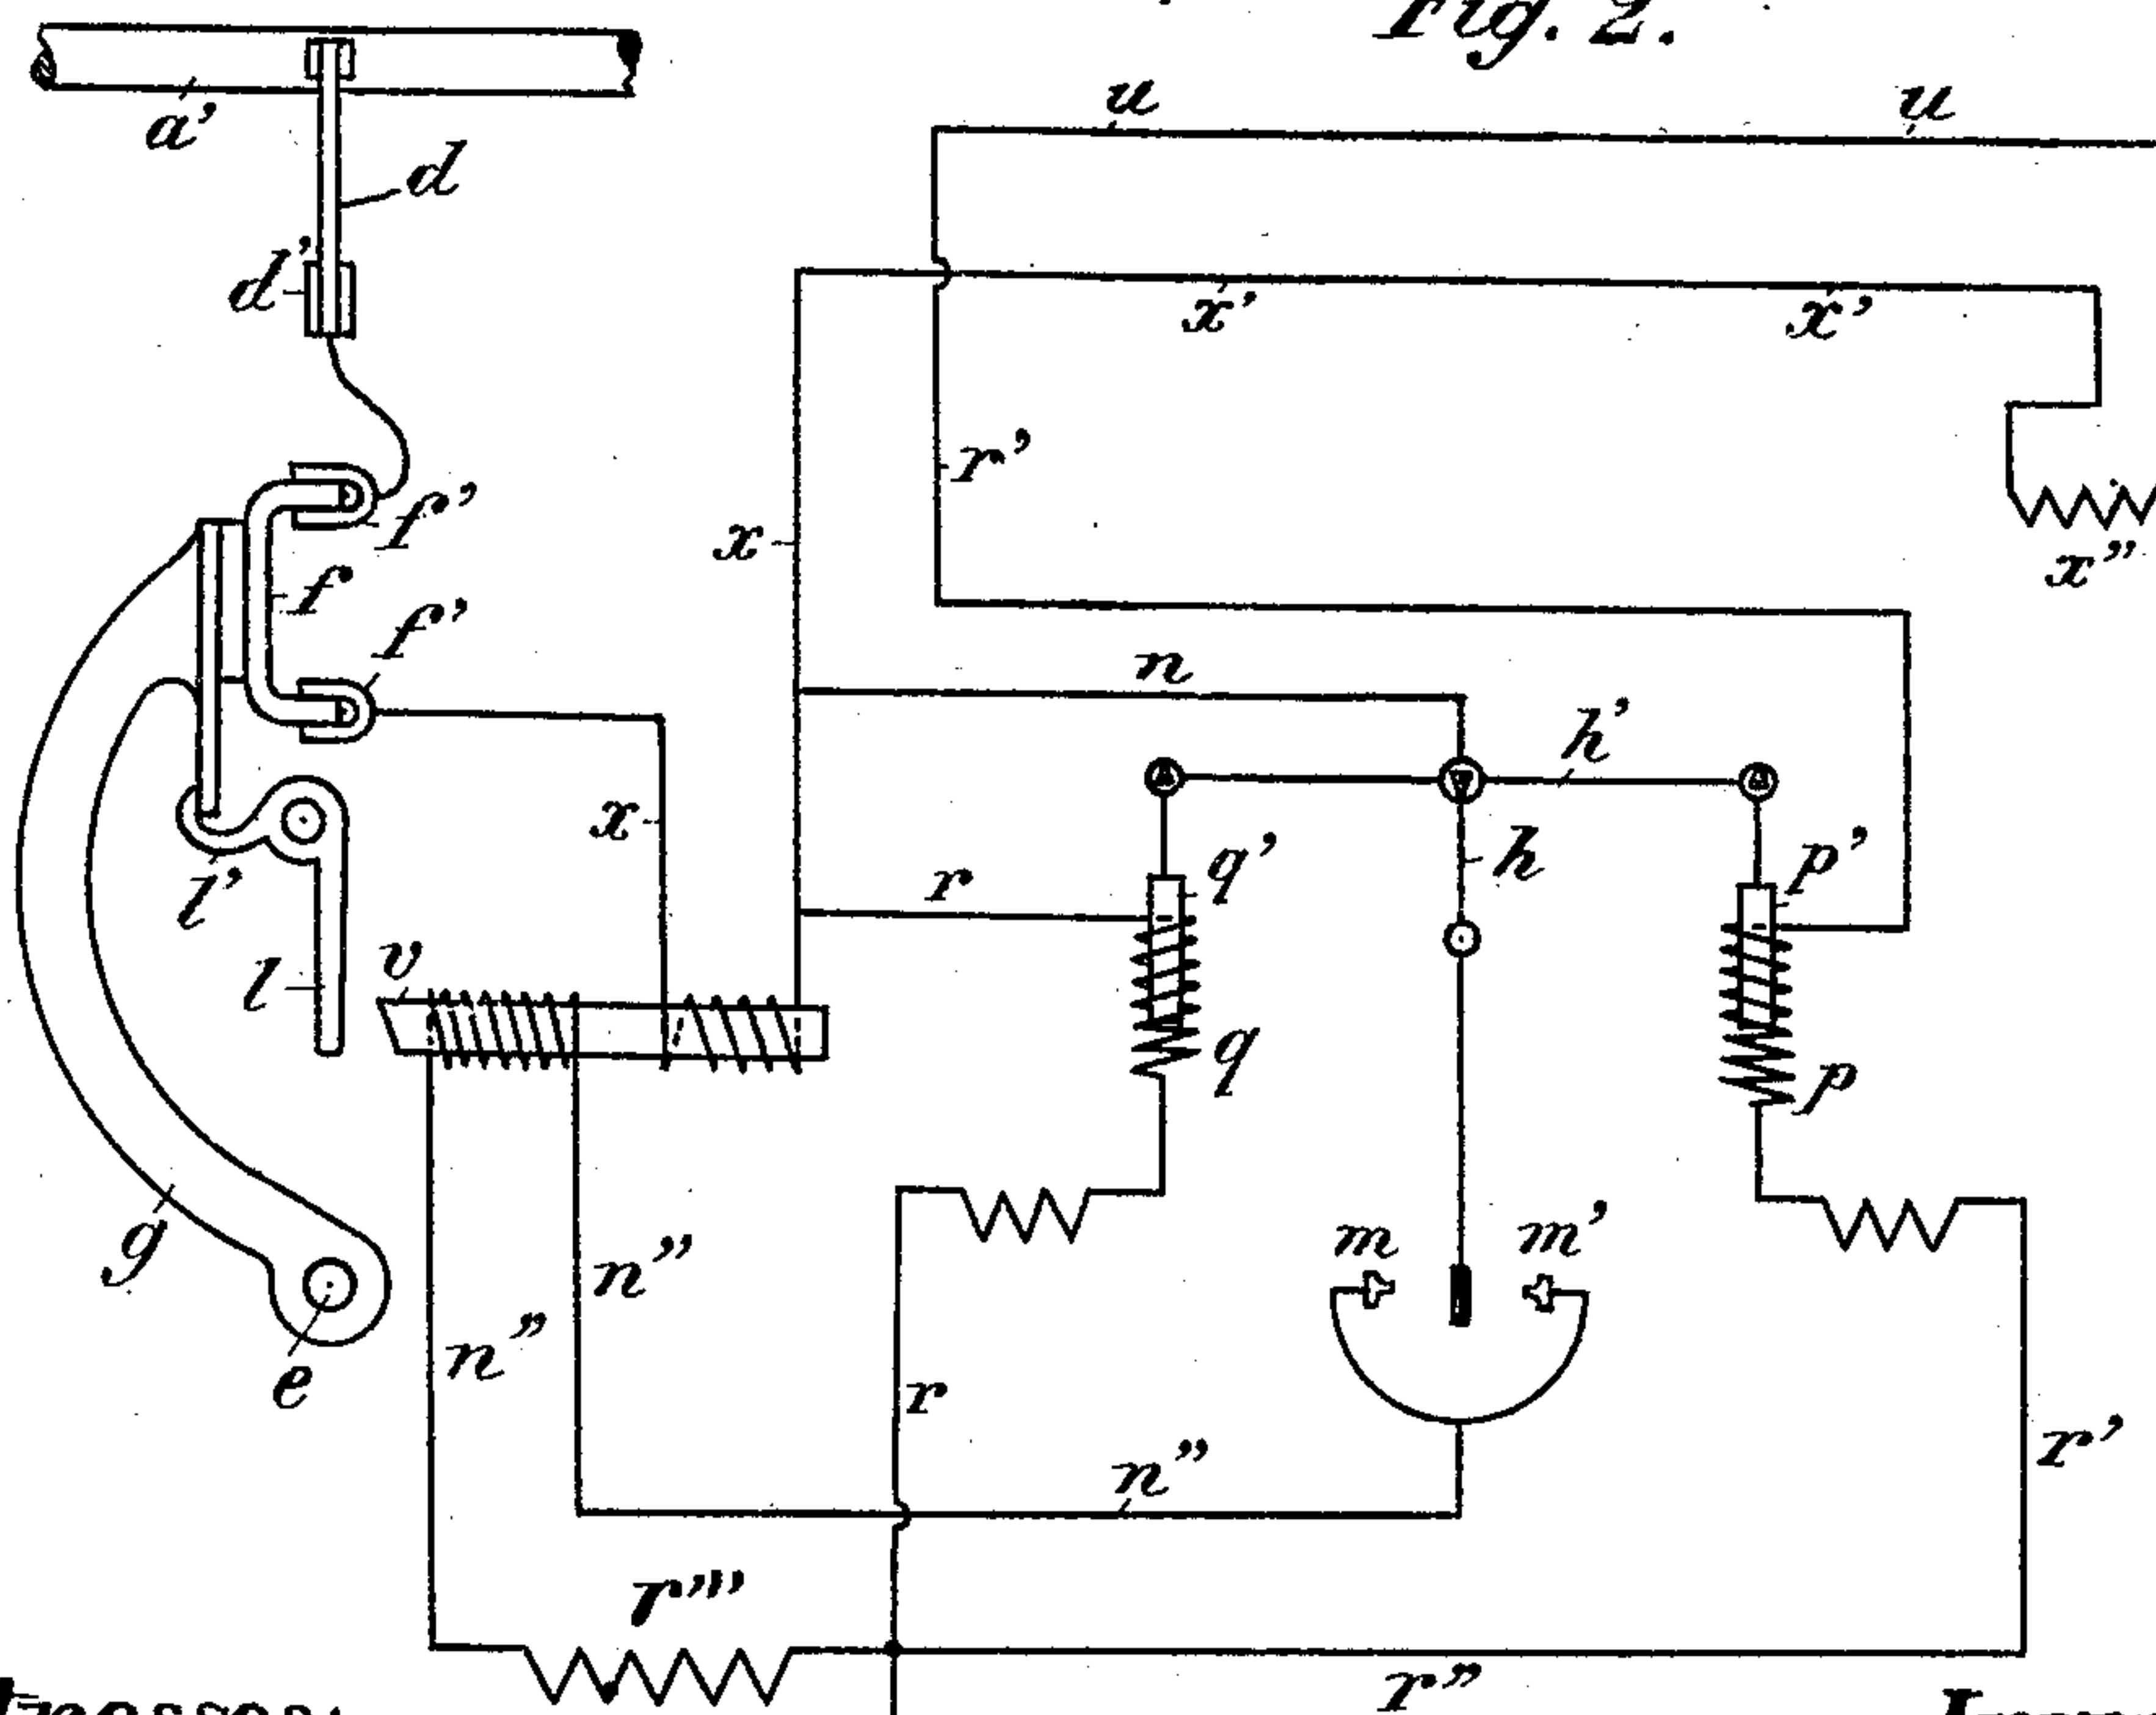 Fig. 2.
a'
u
u
d
d'
x'
x'
r'
f'
x
x"
f
f'
n
h'
x
h
q'
p'
r
l'
v
l
q
p
m
m'
g
n"
n"
e
r
r'
n"
r'''
r"